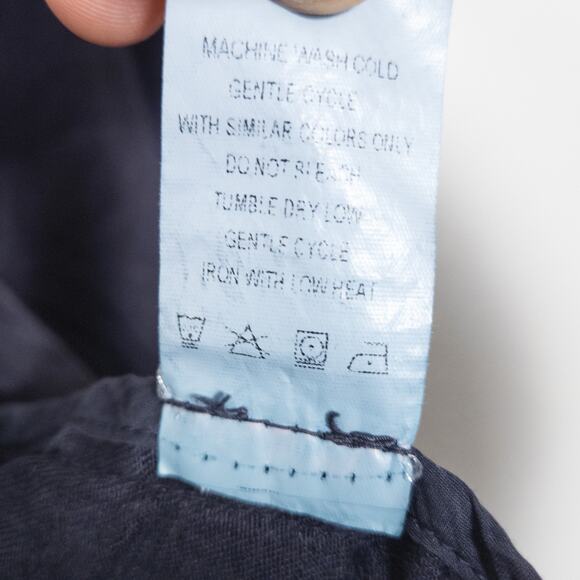 MACHINE WASH COLD
GENTLE CYCLE
WITH SIMILAR COLORS ONLY
DO NOT BLEACH
TUMBLE DRY LOW
GENTLE CYCLE
IRON WITH LOW HEAT